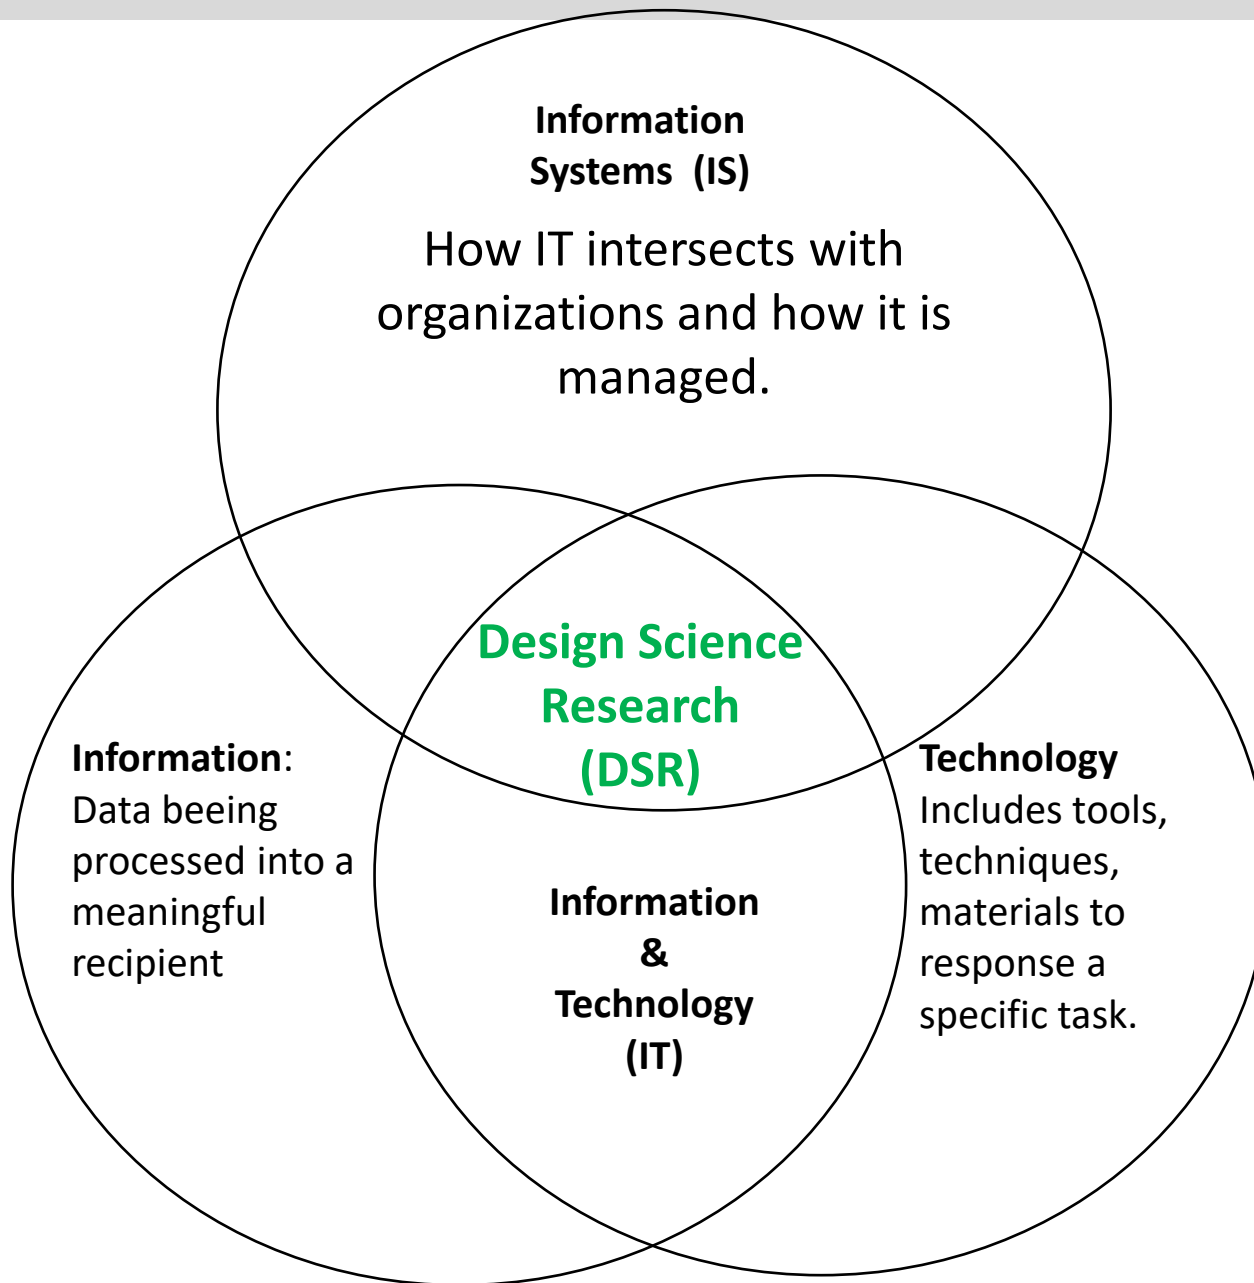 Information
Systems (IS)
How IT intersects with
organizations and how it is
managed.
Design Science
Research
(DSR)
Information:
Data beeing
processed into a
meaningful
recipient
Information
&
Technology
(IT)
Technology
Includes tools,
techniques,
materials to
response a
specific task.